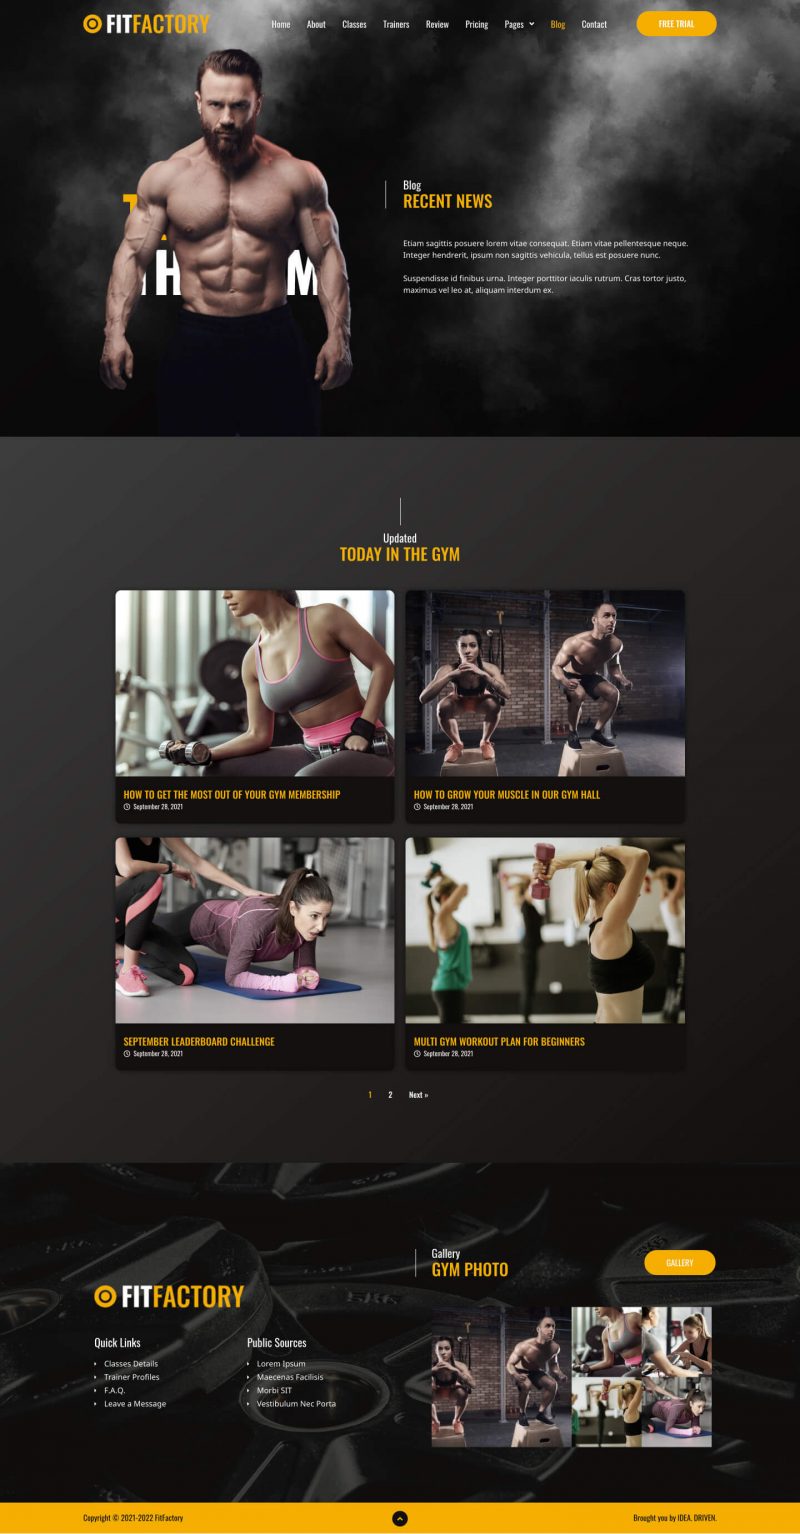 FITFACTORY
Home About Classes Trainers Review Pricing Pages Blog Contact
FREE TRIAL
Blog
RECENT NEWS
Etiam sagittis posuere lorem vitae consequat. Etiam vitae pellentesque neque.
Integer hendrerit, ipsum non sagittis vehicula, tellus est posuere nunc.
Suspendisse id finibus urna. Integer porttitor iaculis rutrum. Cras tortor justo,
maximus vel leo at, aliquam interdum ex.
Updated
TODAY IN THE GYM
HOW TO GET THE MOST OUT OF YOUR GYM MEMBERSHIP
September 28, 2021
HOW TO GROW YOUR MUSCLE IN OUR GYM HALL
September 28, 2021
SEPTEMBER LEADERBOARD CHALLENGE
September 28, 2021
MULTI GYM WORKOUT PLAN FOR BEGINNERS
September 28, 2021
1 2 Next »
FITFACTORY
Quick Links
Classes Details
Trainer Profiles
F.A.Q.
Leave a Message
Public Sources
Lorem Ipsum
Maecenas Facilisis
Morbi SIT
Vestibulum Nec Porta
Gallery
GYM PHOTO
GALLERY
Copyright © 2021-2022 FitFactory
Brought you by IDEA. DRIVEN.